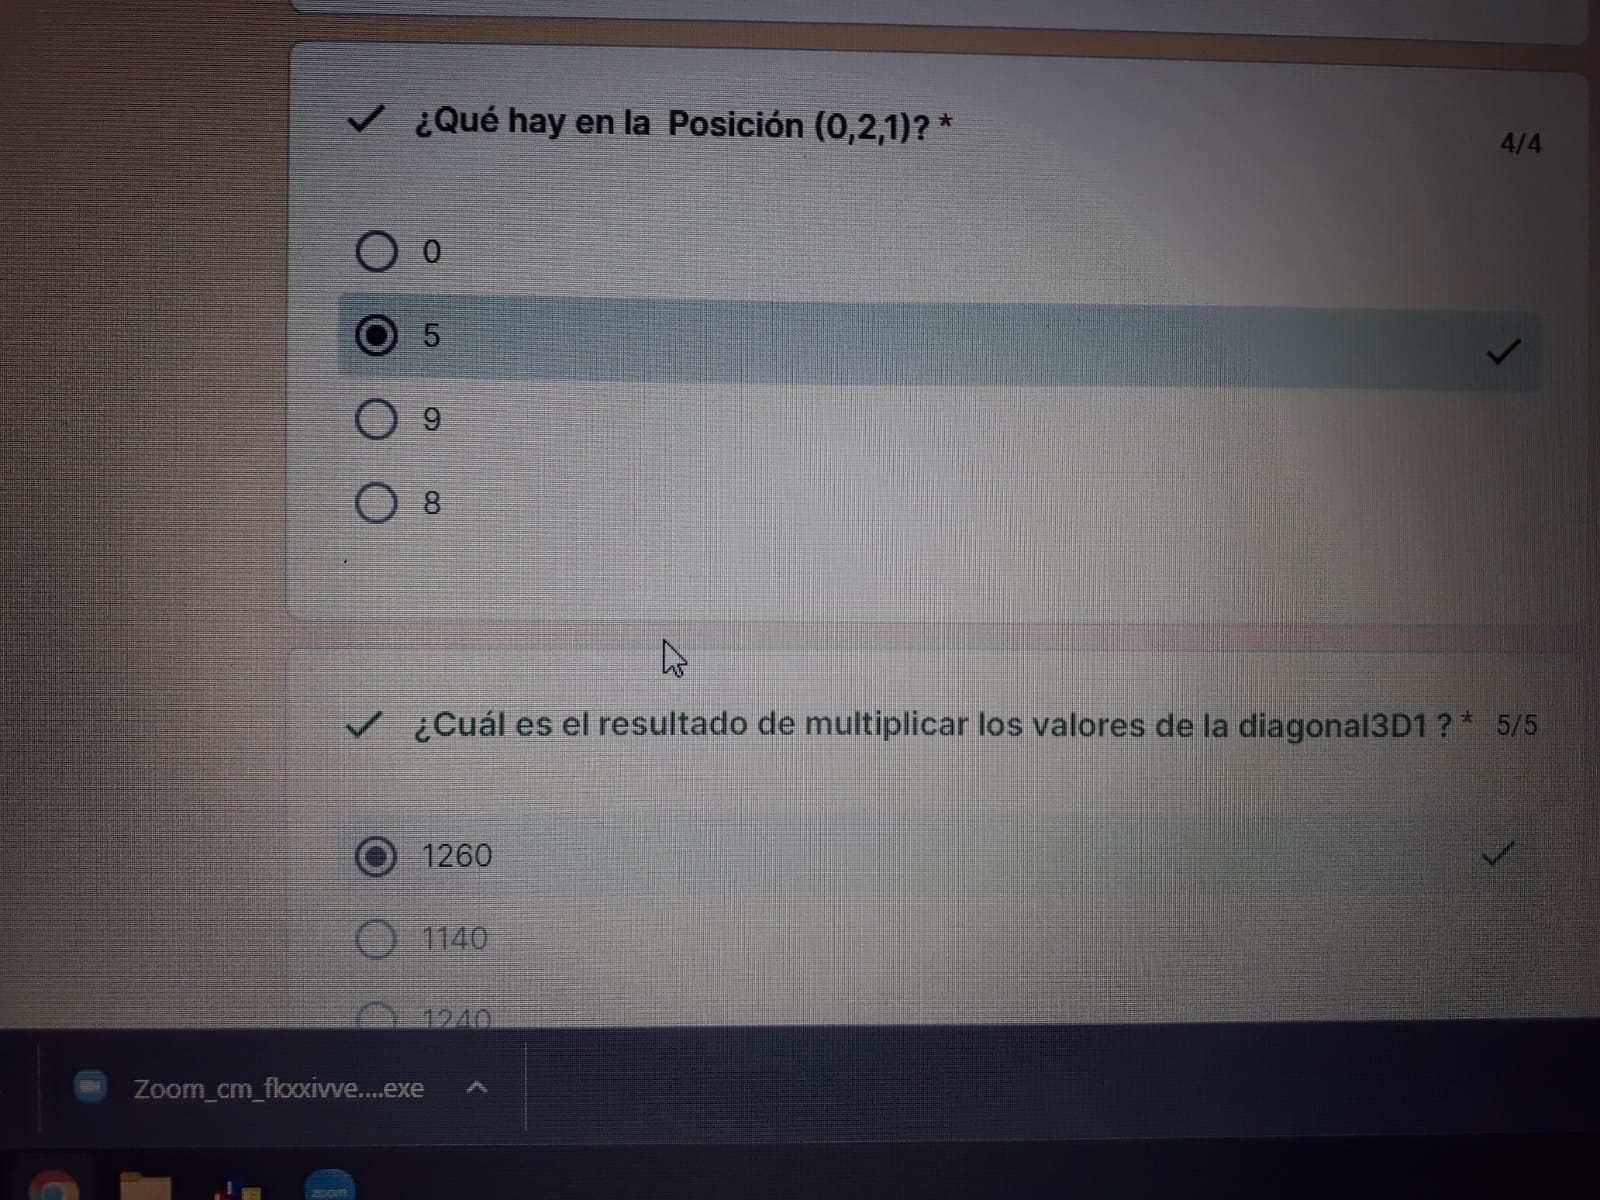 ¿Qué hay en la Posición (0,2,1)? *
4/4
0
5
9
8
¿Cuál es el resultado de multiplicar los valores de la diagonal3D1 ? * 5/5
1260
1140
1240
Zoom_cm_fkxxivve....exe
zoom